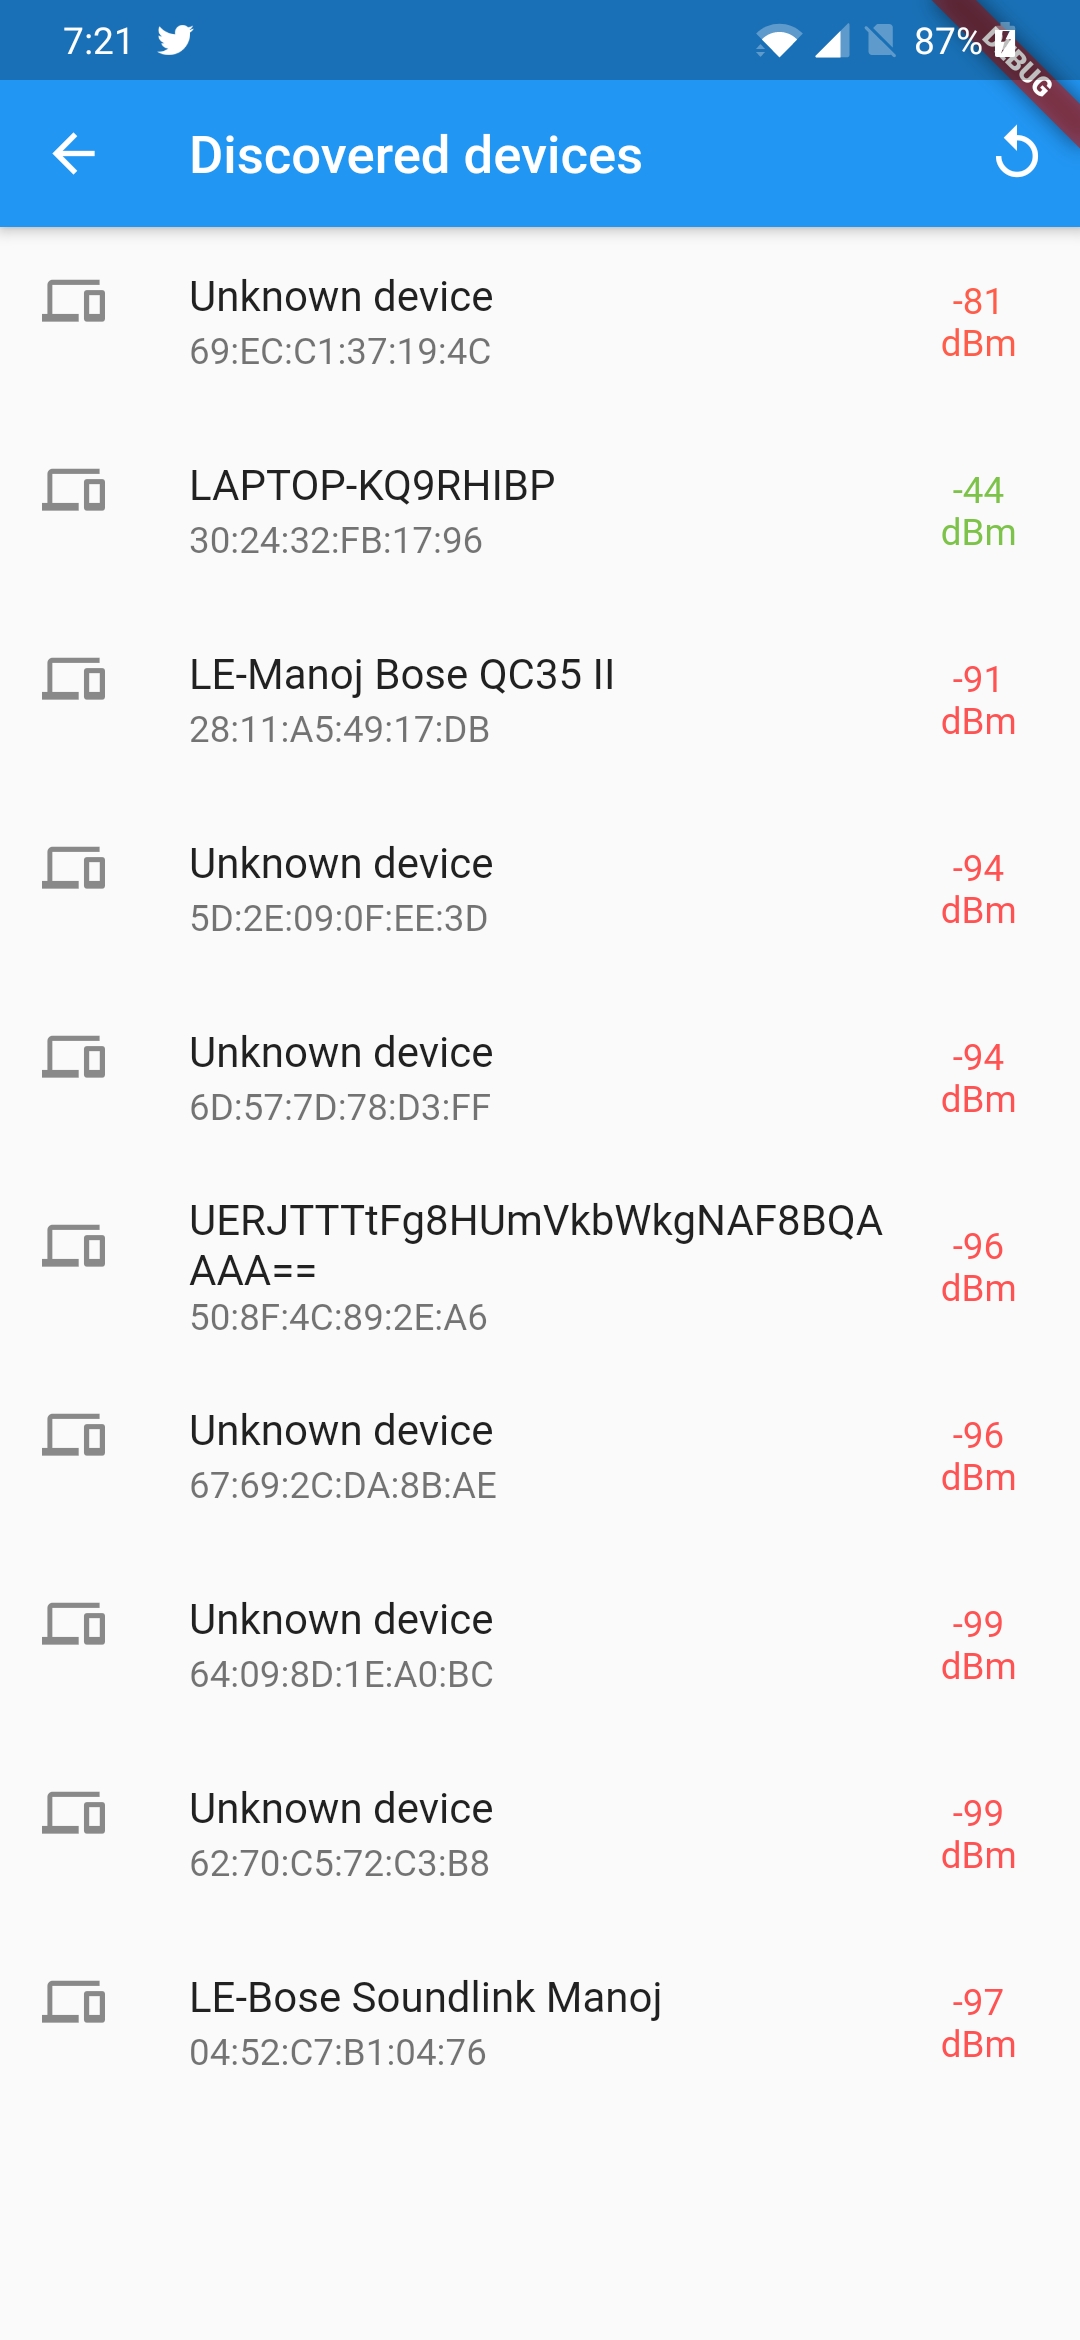 7:21
87%
DEBUG
Discovered devices
Unknown device
69:EC:C1:37:19:4C
-81
dBm
LAPTOP-KQ9RHIBP
30:24:32:FB:17:96
-44
dBm
LE-Manoj Bose QC35 II
28:11:A5:49:17:DB
-91
dBm
Unknown device
5D:2E:09:0F:EE:3D
-94
dBm
Unknown device
6D:57:7D:78:D3:FF
-94
dBm
UERJTTTtFg8HUmVkbWkgNAF8BQA
AAA==
50:8F:4C:89:2E:A6
-96
dBm
Unknown device
67:69:2C:DA:8B:AE
-96
dBm
Unknown device
64:09:8D:1E:A0:BC
-99
dBm
Unknown device
62:70:C5:72:C3:B8
-99
dBm
LE-Bose Soundlink Manoj
04:52:C7:B1:04:76
-97
dBm